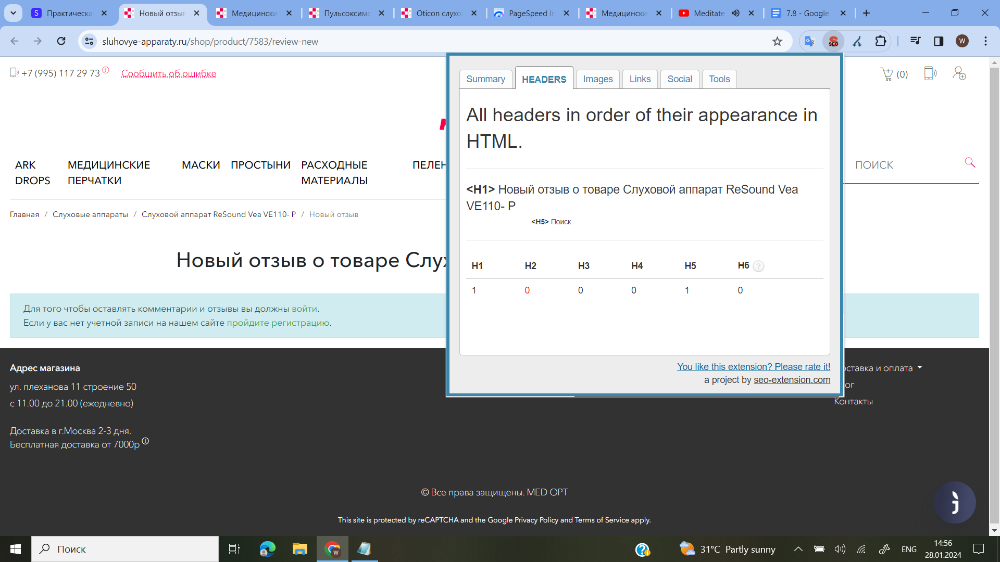 Практическа
Новый отзыв
Медицински
Пульсоксиме
Oticon слухо
PageSpeed In
Медицински
Meditate
7.8 - Google
sluhovye-apparaty.ru/shop/product/7583/review-new
SEO
W
+7 (995) 117 29 73
Сообщить об ошибке
(0)
ARK DROPS
МЕДИЦИНСКИЕ ПЕРЧАТКИ
МАСКИ
ПРОСТЫНИ
РАСХОДНЫЕ МАТЕРИАЛЫ
ПЕЛЕН
ПОИСК
Главная / Слуховые аппараты / Слуховой аппарат ReSound Vea VE110- P / Новый отзыв
Новый отзыв о товаре Слух
Для того чтобы оставлять комментарии и отзывы вы должны войти.
Если у вас нет учетной записи на нашем сайте пройдите регистрацию.
Summary
HEADERS
Images
Links
Social
Tools
All headers in order of their appearance in
HTML.
<H1> Новый отзыв о товаре Слуховой аппарат ReSound Vea
VE110- P
<H5> Поиск
H1 H2 H3 H4 H5 H6 ?
1 0 0 0 1 0
You like this extension? Please rate it!
a project by seo-extension.com
Адрес магазина
ул. плеханова 11 строение 50
с 11.00 до 21.00 (ежедневно)
Доставка в г.Москва 2-3 дня.
Бесплатная доставка от 7000р
оставка и оплата
ог
Контакты
© Все права защищены. MED OPT
This site is protected by reCAPTCHA and the Google Privacy Policy and Terms of Service apply.
Поиск
31°C Partly sunny
ENG
14:56
28.01.2024